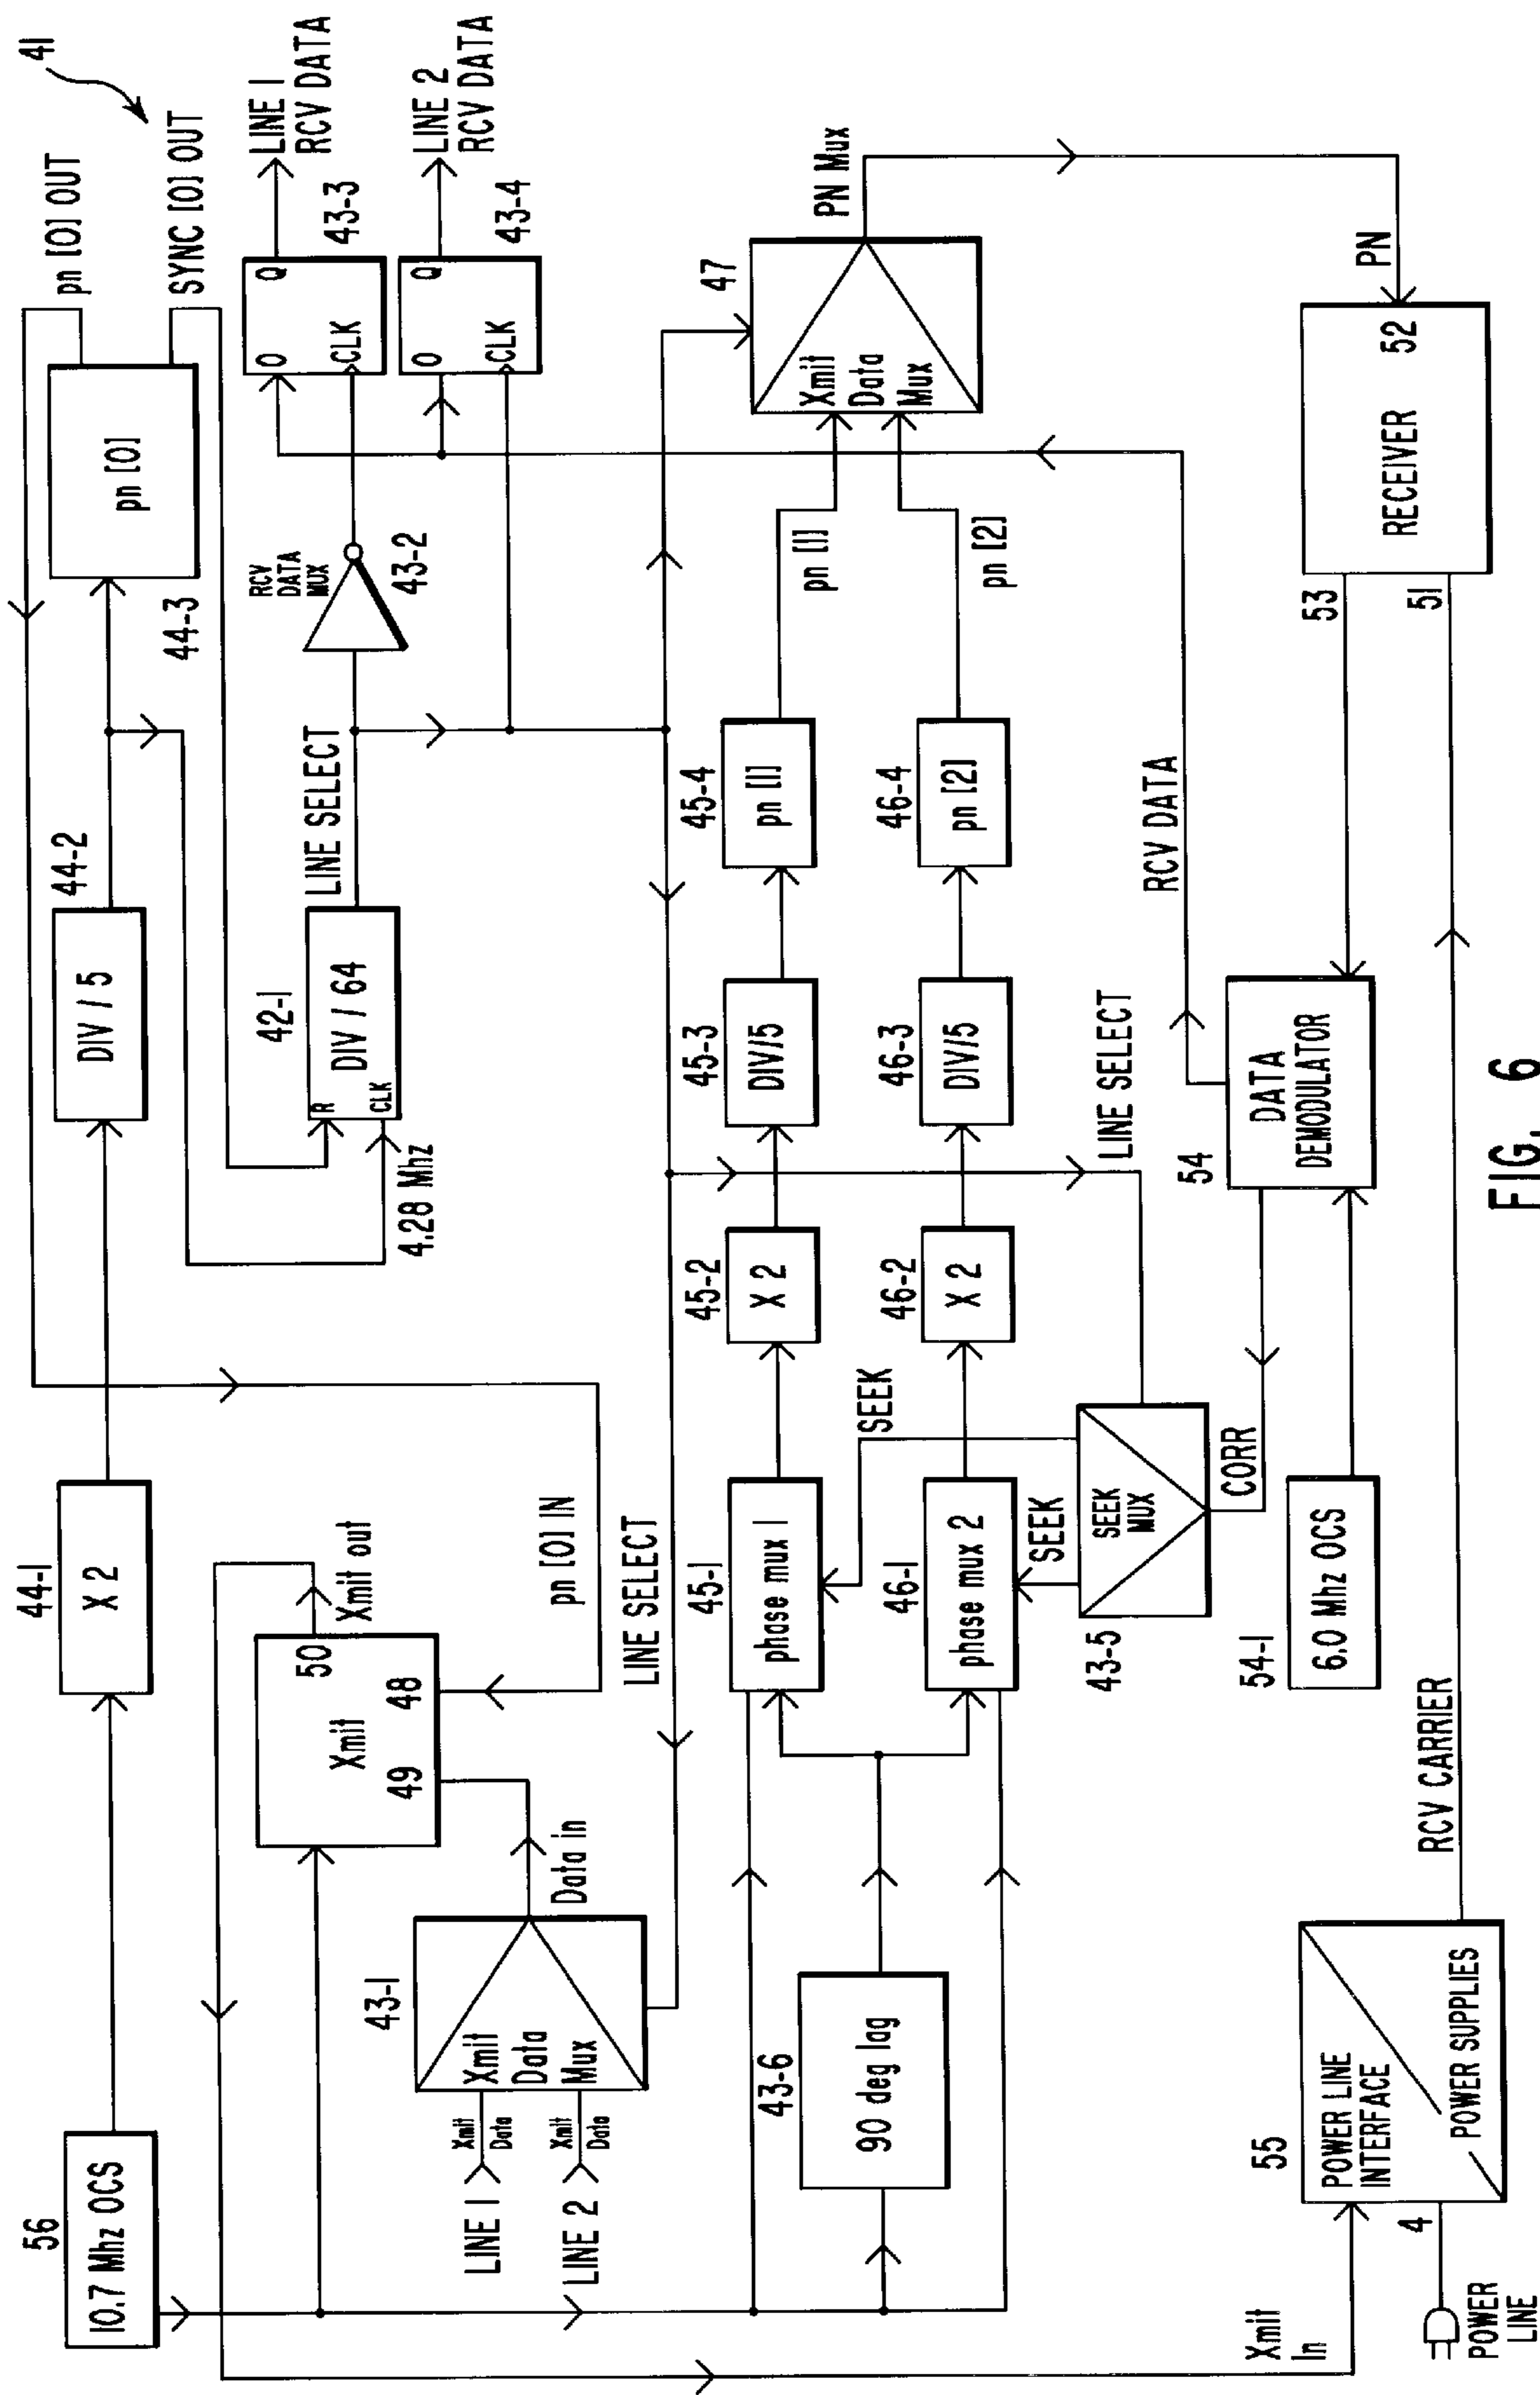 41
56
10.7 Mhz OCS
44-1
X 2
44-2
DIV / 5
44-3
pn [0]
pn [0] OUT
SYNC [0] OUT
50
Xmit out
Xmit
49
48
pn [0] IN
42-1
DIV / 64
R
CLK
4.28 Mhz
LINE SELECT
RCV
DATA
MUX
43-2
O
Q
CLK
43-3
LINE 1
RCV DATA
O
Q
CLK
43-4
LINE 2
RCV DATA
LINE 1
Xmit
Data
LINE 2
Xmit
Data
43-1
Xmit
Data
Mux
Data in
LINE SELECT
43-6
90 deg lag
45-1
phase mux 1
45-2
X 2
45-3
DIV/5
45-4
pn [1]
pn [1]
46-1
phase mux 2
46-2
X 2
46-3
DIV/5
46-4
pn [2]
pn [2]
47
Xmit
Data
Mux
PN Mux
SEEK
SEEK
43-5
SEEK
MUX
CORR
LINE SELECT
RCV DATA
54-1
6.0 Mhz OCS
54
DATA
DEMODULATOR
53
51
RECEIVER
52
PN
55
POWER LINE
INTERFACE
POWER SUPPLIES
RCV CARRIER
Xmit
In
4
POWER
LINE
FIG. 6